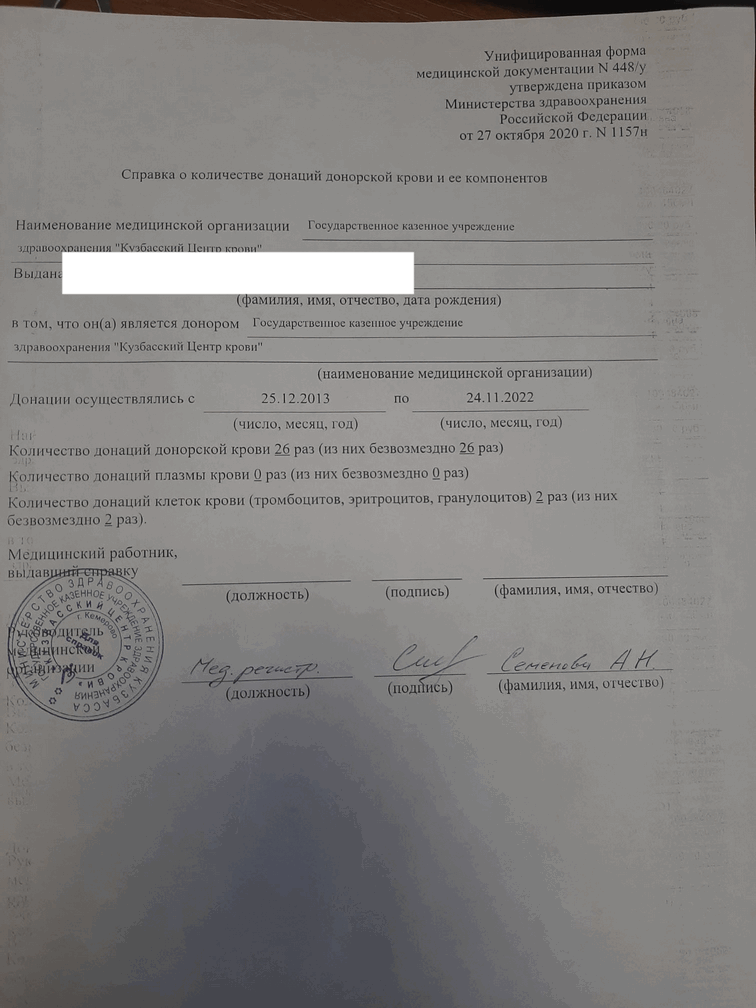 Унифицированная форма
медицинской документации N 448/у
утверждена приказом
Министерства здравоохранения
Российской Федерации
от 27 октября 2020 г. N 1157н
Справка о количестве донаций донорской крови и ее компонентов
Наименование медицинской организации Государственное казенное учреждение
здравоохранения "Кузбасский Центр крови"
Выдана
(фамилия, имя, отчество, дата рождения)
в том, что он(а) является донором Государственное казенное учреждение
здравоохранения "Кузбасский Центр крови"
(наименование медицинской организации)
Донации осуществлялись с 25.12.2013 по 24.11.2022
(число, месяц, год) (число, месяц, год)
Количество донаций донорской крови 26 раз (из них безвозмездно 26 раз)
Количество донаций плазмы крови 0 раз (из них безвозмездно 0 раз)
Количество донаций клеток крови (тромбоцитов, эритроцитов, гранулоцитов) 2 раз (из них
безвозмездно 2 раз).
Медицинский работник,
выдавший справку
(должность) (подпись) (фамилия, имя, отчество)
Руководитель
медицинской
организации Мед. регистр. Семенова А Н.
(должность) (подпись) (фамилия, имя, отчество)
МИНИСТЕРСТВО ЗДРАВООХРАНЕНИЯ КУЗБАССА
ГОСУДАРСТВЕННОЕ КАЗЕННОЕ УЧРЕЖДЕНИЕ ЗДРАВООХРАНЕНИЯ
КУЗБАССКИЙ ЦЕНТР КРОВИ
г. Кемерово
Для
справок